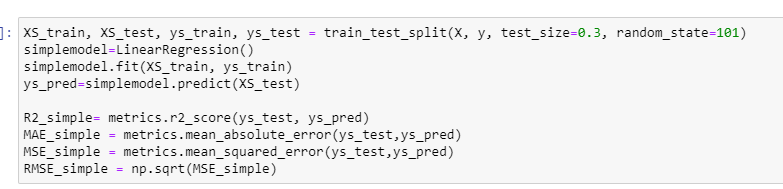 ]: XS_train, XS_test, ys_train, ys_test = train_test_split(X, y, test_size=0.3, random_state=101)
simplemodel=LinearRegression()
simplemodel.fit(XS_train, ys_train)
ys_pred=simplemodel.predict(XS_test)
R2_simple= metrics.r2_score(ys_test, ys_pred)
MAE_simple = metrics.mean_absolute_error(ys_test,ys_pred)
MSE_simple = metrics.mean_squared_error(ys_test,ys_pred)
RMSE_simple = np.sqrt(MSE_simple)